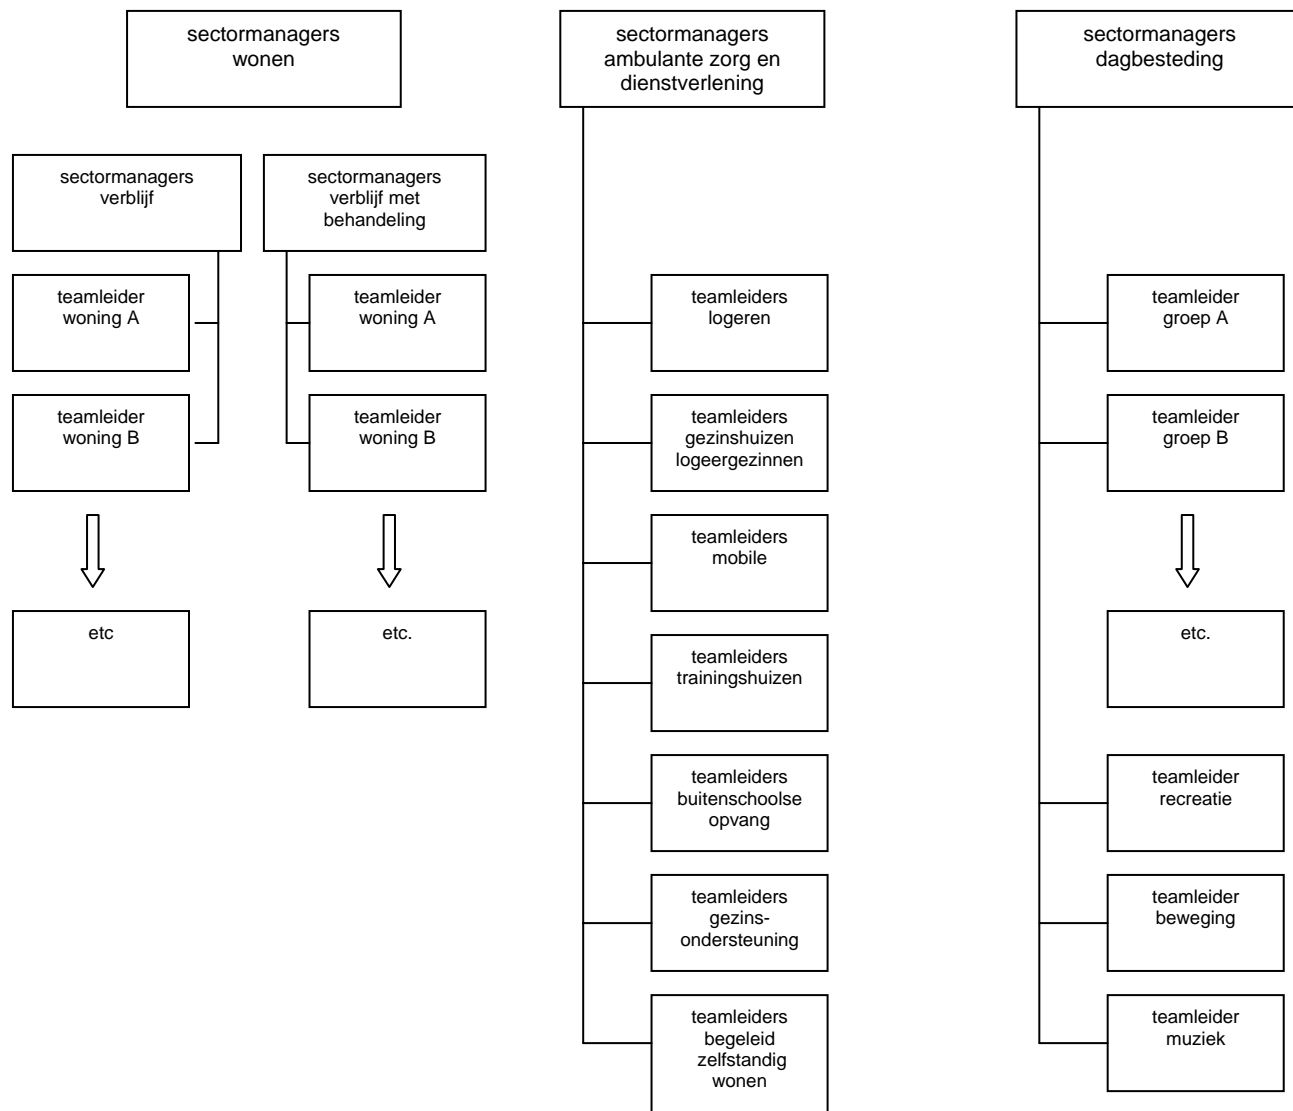 sectormanagers
wonen
sectormanagers
verblijf
sectormanagers
verblijf met
behandeling
teamleider
woning A
teamleider
woning A
teamleider
woning B
teamleider
woning B
etc
etc.
sectormanagers
ambulante zorg en
dienstverlening
teamleiders
logeren
teamleiders
gezinshuizen
logeergezinnen
teamleiders
mobile
teamleiders
trainingshuizen
teamleiders
buitenschoolse
opvang
teamleiders
gezins-
ondersteuning
teamleiders
begeleid
zelfstandig
wonen
sectormanagers
dagbesteding
teamleider
groep A
teamleider
groep B
etc.
teamleider
recreatie
teamleider
beweging
teamleider
muziek